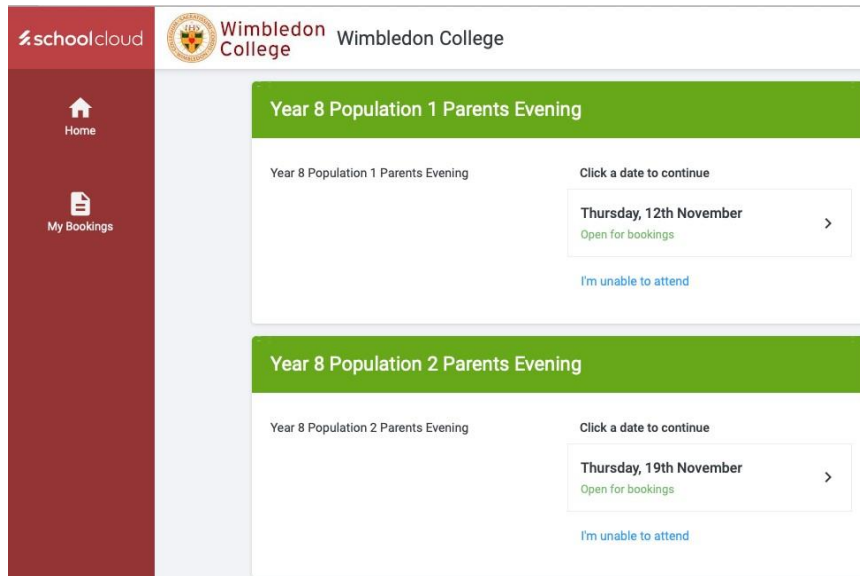 schoolcloud
Wimbledon
College
Wimbledon College
Home
My Bookings
Year 8 Population 1 Parents Evening
Year 8 Population 1 Parents Evening
Click a date to continue
Thursday, 12th November
Open for bookings
I'm unable to attend
Year 8 Population 2 Parents Evening
Year 8 Population 2 Parents Evening
Click a date to continue
Thursday, 19th November
Open for bookings
I'm unable to attend